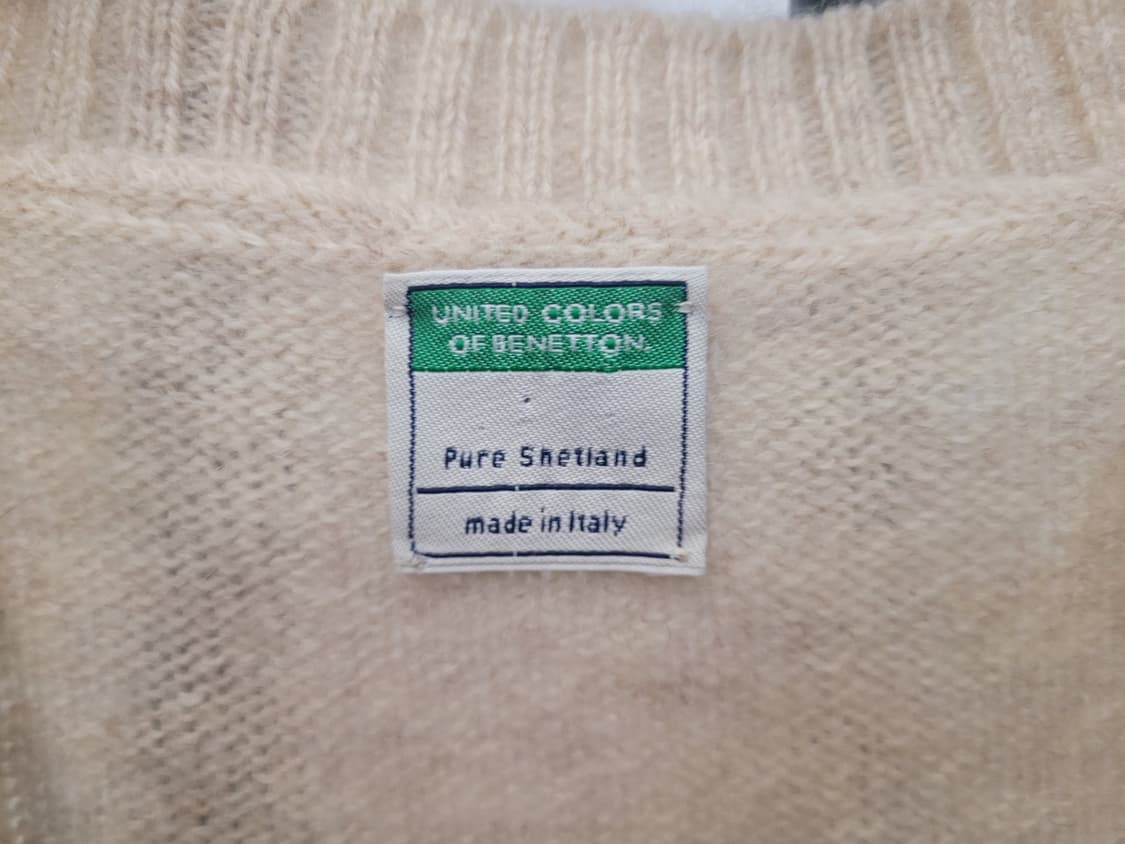 UNITED COLORS
OF BENETTON.
Pure Shetland
made in Italy